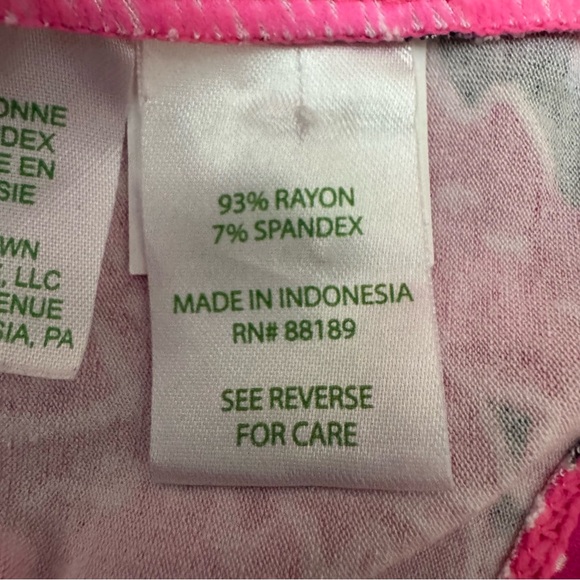 ONNE
DEX
E EN
SIE
WN
, LLC
ENUE
SIA, PA
93% RAYON
7% SPANDEX
MADE IN INDONESIA
RN# 88189
SEE REVERSE
FOR CARE